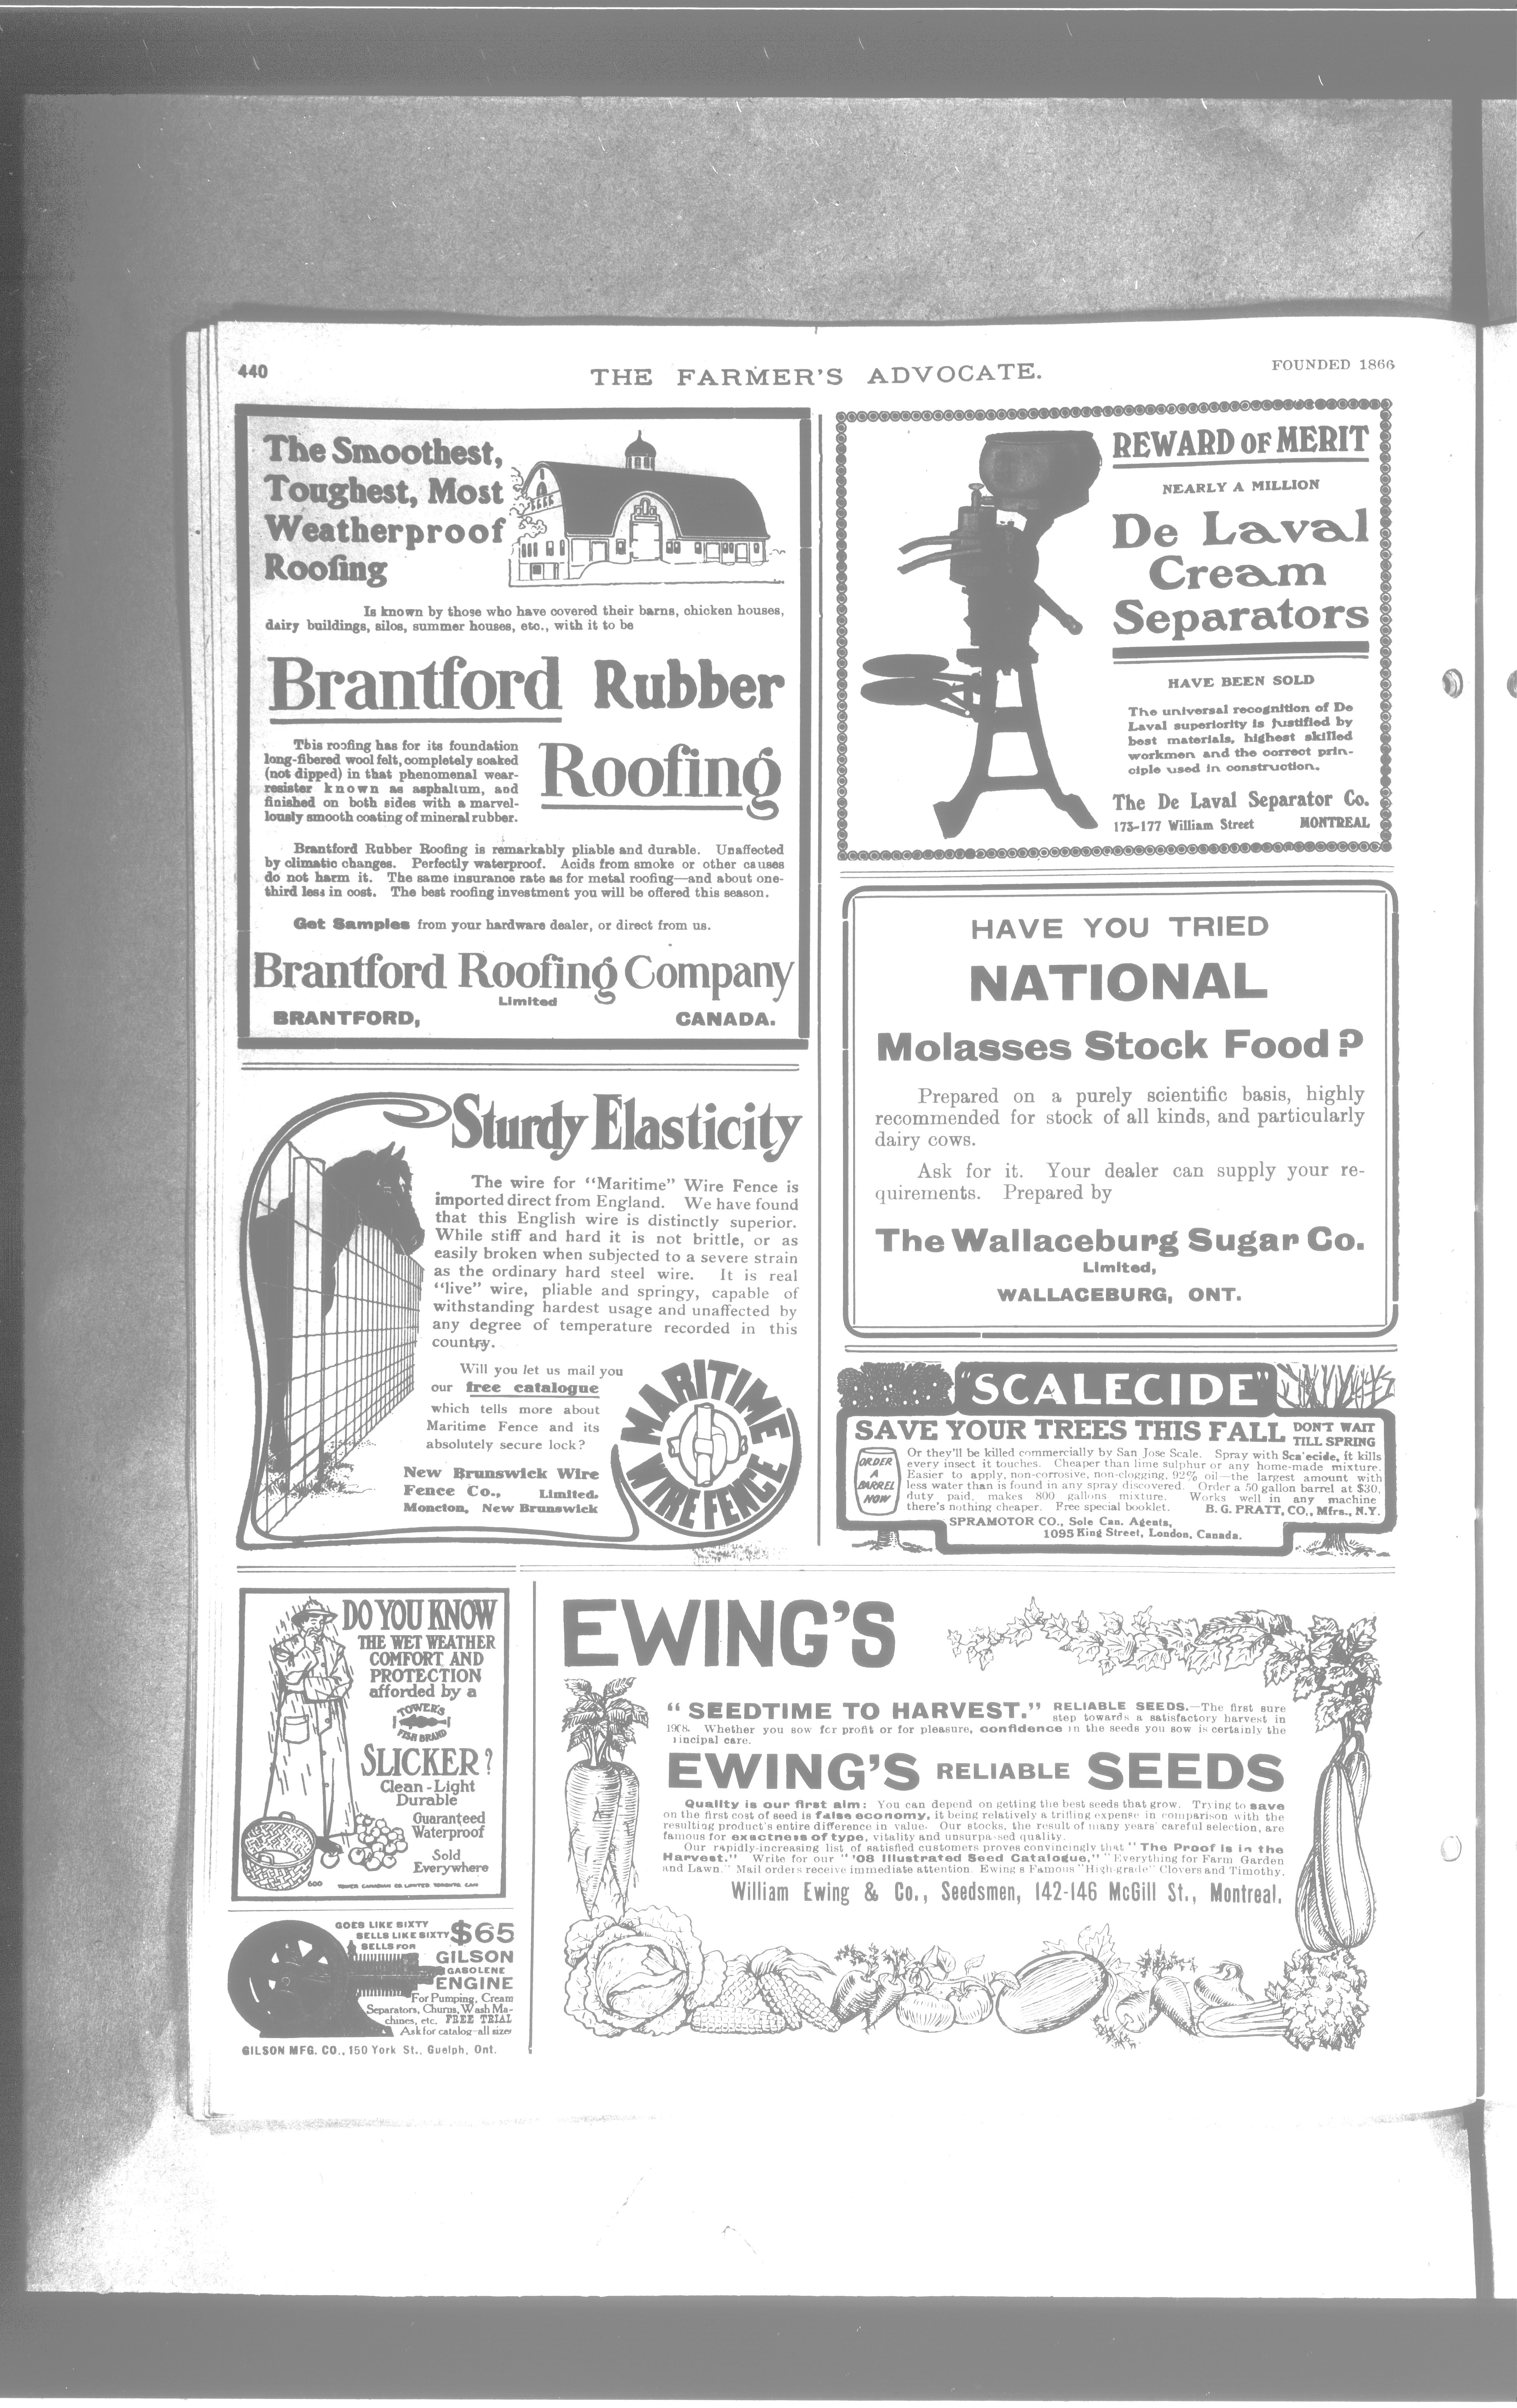 440
THE FARMER'S ADVOCATE.
FOUNDED 1866
The Smoothest,
Toughest, Most
Weatherproof
Roofing
Is known by those who have covered their barns, chicken houses,
dairy buildings, silos, summer houses, etc., with it to be
Brantford Rubber
Roofing
This roofing has for its foundation
long-fibered wool felt, completely soaked
(not dipped) in that phenomenal wear-
resister known as asphaltum, and
finished on both sides with a marvel-
lously smooth coating of mineral rubber.
Brantford Rubber Roofing is remarkably pliable and durable. Unaffected
by climatic changes. Perfectly waterproof. Acids from smoke or other causes
do not harm it. The same insurance rate as for metal roofing—and about one-
third less in cost. The best roofing investment you will be offered this season.
Get Samples from your hardware dealer, or direct from us.
Brantford Roofing Company
Limited
BRANTFORD, CANADA.
Sturdy Elasticity
The wire for "Maritime" Wire Fence is
imported direct from England. We have found
that this English wire is distinctly superior.
While stiff and hard it is not brittle, or as
easily broken when subjected to a severe strain
as the ordinary hard steel wire. It is real
"live" wire, pliable and springy, capable of
withstanding hardest usage and unaffected by
any degree of temperature recorded in this
country.
Will you let us mail you
our free catalogue
which tells more about
Maritime Fence and its
absolutely secure lock?
New Brunswick Wire
Fence Co., Limited.
Moncton, New Brunswick
MARITIME
WIRE FENCE
REWARD OF MERIT
NEARLY A MILLION
De Laval
Cream
Separators
HAVE BEEN SOLD
The universal recognition of De
Laval superiority is justified by
best materials, highest skilled
workmen and the correct prin-
ciple used in construction.
The De Laval Separator Co.
173-177 William Street MONTREAL
HAVE YOU TRIED
NATIONAL
Molasses Stock Food?
Prepared on a purely scientific basis, highly
recommended for stock of all kinds, and particularly
dairy cows.
Ask for it. Your dealer can supply your re-
quirements. Prepared by
The Wallaceburg Sugar Co.
Limited,
WALLACEBURG, ONT.
"SCALECIDE"
SAVE YOUR TREES THIS FALL DON'T WAIT
TILL SPRING
ORDER
A
BARREL
NOW
Or they'll be killed commercially by San Jose Scale. Spray with Sca'ecide, it kills
every insect it touches. Cheaper than lime sulphur or any home-made mixture.
Easier to apply, non-corrosive, non-clogging, 92% oil—the largest amount with
less water than is found in any spray discovered. Order a 50 gallon barrel at $30,
duty paid, makes 800 gallons mixture. Works well in any machine
there's nothing cheaper. Free special booklet. B. G. PRATT, CO., Mfrs., N.Y.
SPRAMOTOR CO., Sole Can. Agents,
1095 King Street, London, Canada.
DO YOU KNOW
THE WET WEATHER
COMFORT AND
PROTECTION
afforded by a
TOWER'S
FISH BRAND
SLICKER?
Clean - Light
Durable
Guaranteed
Waterproof
Sold
Everywhere
600 TOWER CANADIAN CO. LIMITED TORONTO. CAN
GOES LIKE SIXTY
SELLS LIKE SIXTY
SELLS FOR
$65
GILSON
GASOLENE
ENGINE
For Pumping, Cream
Separators, Churns, Wash Ma-
chines, etc. FREE TRIAL
Ask for catalog—all sizes
GILSON MFG. CO., 150 York St., Guelph, Ont.
EWING'S
"SEEDTIME TO HARVEST." RELIABLE SEEDS.—The first sure
step towards a satisfactory harvest in
1908. Whether you sow for profit or for pleasure, confidence in the seeds you sow is certainly the
rincipal care.
EWING'S RELIABLE SEEDS
Quality is our first aim: You can depend on getting the best seeds that grow. Trying to save
on the first cost of seed is false economy, it being relatively a trifling expense in comparison with the
resulting product's entire difference in value. Our stocks, the result of many years' careful selection, are
famous for exactness of type, vitality and unsurpassed quality.
Our rapidly-increasing list of satisfied customers proves convincingly that "The Proof is in the
Harvest." Write for our "'08 Illustrated Seed Catalogue," "Everything for Farm Garden
and Lawn." Mail orders receive immediate attention. Ewing s Famous "High-grade" Clovers and Timothy.
William Ewing & Co., Seedsmen, 142-146 McGill St., Montreal.